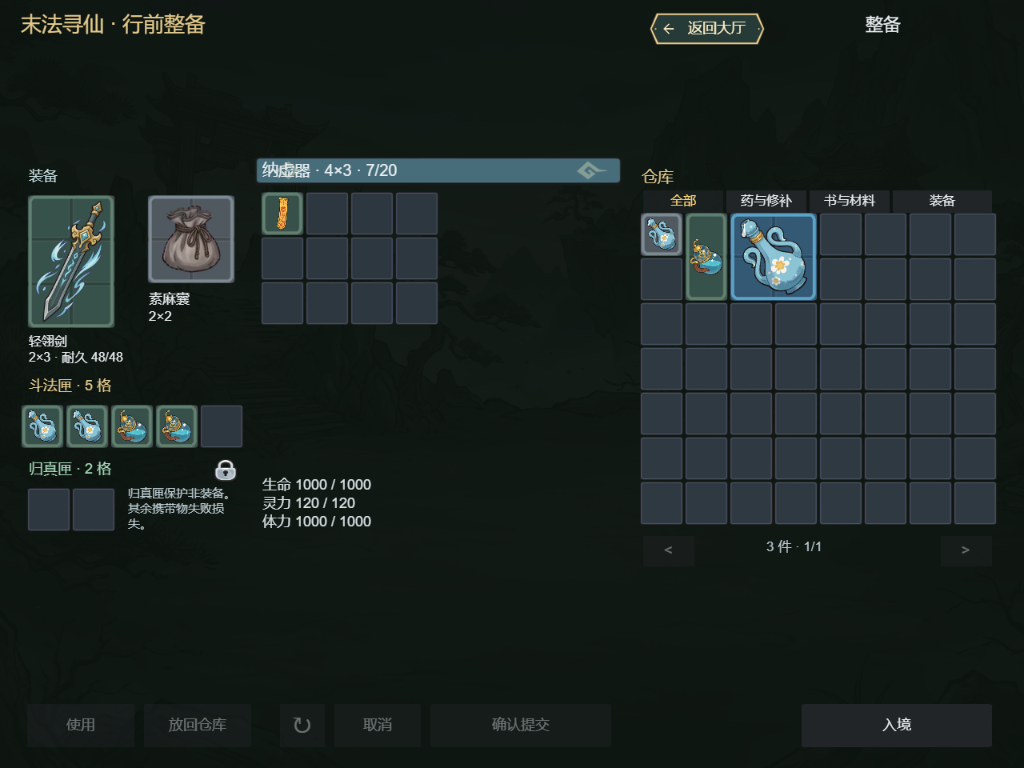 末法寻仙 · 行前整备
← 返回大厅
整备
装备
纳虚器 · 4×3 · 7/20
仓库
全部
药与修补
书与材料
装备
素麻囊
2×2
轻翎剑
2×3 · 耐久 48/48
斗法匣 · 5 格
归真匣 · 2 格
归真匣保护非装备。
其余携带物失败损
失。
生命 1000 / 1000
灵力 120 / 120
体力 1000 / 1000
<
3 件 · 1/1
>
使用
放回仓库
↻
取消
确认提交
入境